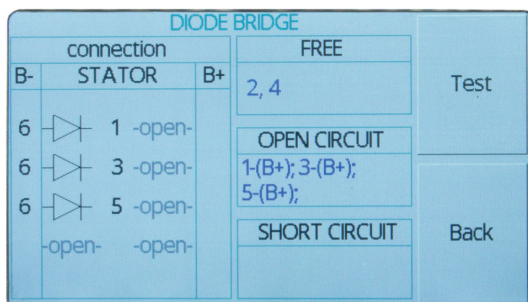 DIODE BRIDGE
connection
B- STATOR B+
6 1 -open-
6 3 -open-
6 5 -open-
-open- -open-
FREE
2, 4
OPEN CIRCUIT
1-(B+); 3-(B+);
5-(B+);
SHORT CIRCUIT
Test
Back